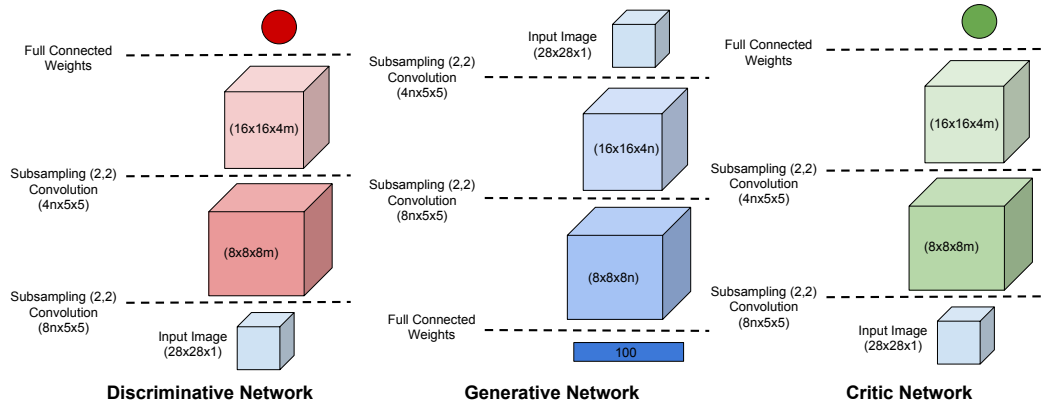 Full Connected
Weights
(16x16x4m)
Subsampling (2,2)
Convolution
(4nx5x5)
(8x8x8m)
Subsampling (2,2)
Convolution
(8nx5x5)
Input Image
(28x28x1)
Discriminative Network
Input Image
(28x28x1)
Subsampling (2,2)
Convolution
(4nx5x5)
(16x16x4n)
Subsampling (2,2)
Convolution
(8nx5x5)
(8x8x8n)
Full Connected
Weights
100
Generative Network
Full Connected
Weights
(16x16x4m)
Subsampling (2,2)
Convolution
(4nx5x5)
(8x8x8m)
Subsampling (2,2)
Convolution
(8nx5x5)
Input Image
(28x28x1)
Critic Network